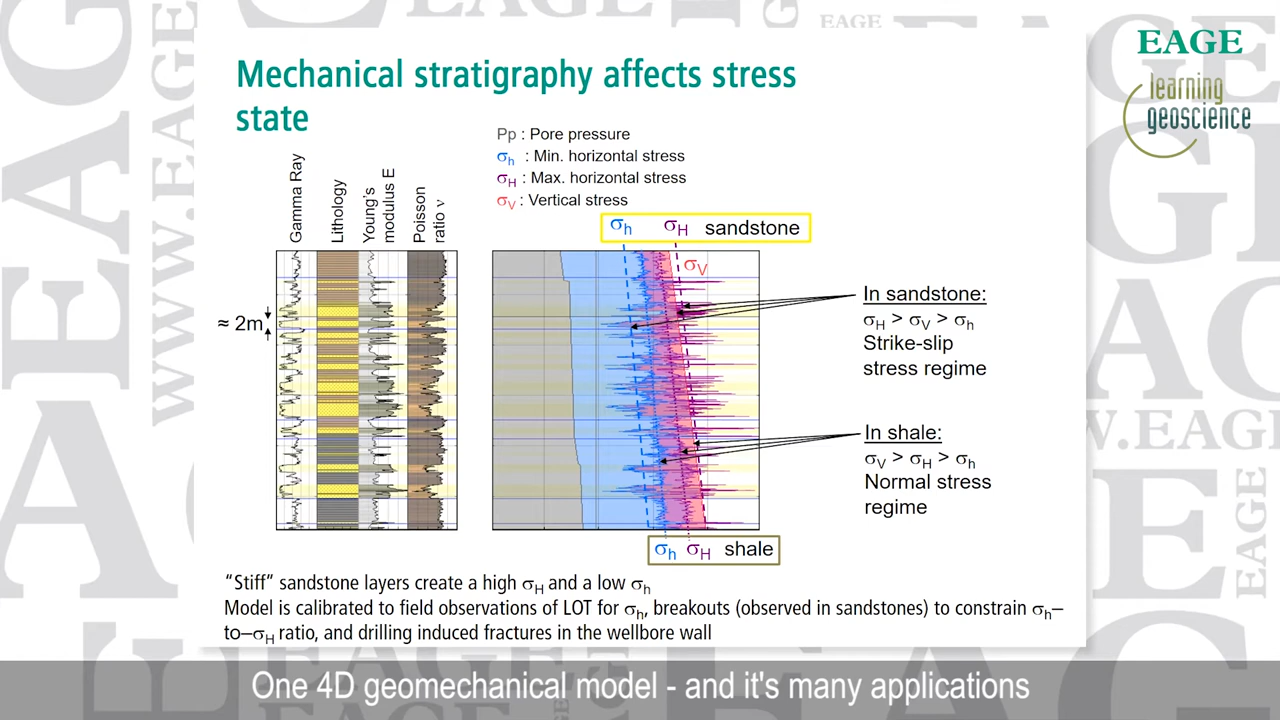 Mechanical stratigraphy affects stress
state
EAGE
learning
geoscience
Pp : Pore pressure
σh : Min. horizontal stress
σH : Max. horizontal stress
σV : Vertical stress
Gamma Ray
Lithology
Young's
modulus E
Poisson
ratio ν
σh σH sandstone
σV
≈ 2m
In sandstone:
σH > σV > σh
Strike-slip
stress regime
In shale:
σV > σH > σh
Normal stress
regime
σh σH shale
“Stiff” sandstone layers create a high σH and a low σh
Model is calibrated to field observations of LOT for σh, breakouts (observed in sandstones) to constrain σh–
to–σH ratio, and drilling induced fractures in the wellbore wall
One 4D geomechanical model - and it's many applications